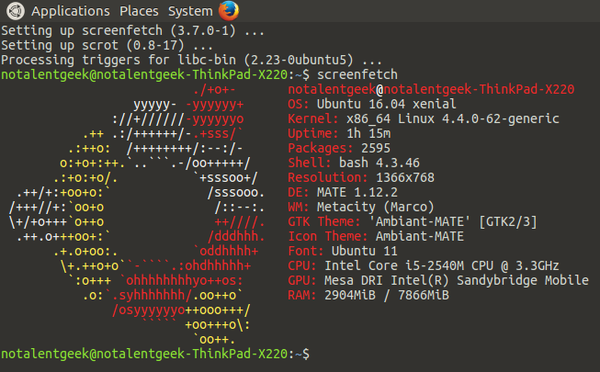 Applications Places System
Setting up screenfetch (3.7.0-1) ...
Setting up scrot (0.8-17) ...
Processing triggers for libc-bin (2.23-0ubuntu5) ...
notalentgeek@notalentgeek-ThinkPad-X220:~$ screenfetch
./+o+- notalentgeek@notalentgeek-ThinkPad-X220
yyyyy- -yyyyyy+ OS: Ubuntu 16.04 xenial
://+//////-yyyyyyo Kernel: x86_64 Linux 4.4.0-62-generic
.++ .:/++++++/-.+sss/` Uptime: 1h 15m
.:++o: /++++++++/:--:/- Packages: 2595
o:+o+:++.`..```.-/oo+++++/ Shell: bash 4.3.46
.:+o:+o/. `+sssoo+/ Resolution: 1366x768
.++/+:+oo+o:` /sssooo. DE: MATE 1.12.2
/+++//+:`oo+o /::--:. WM: Metacity (Marco)
\+/+o+++`o++o ++////. GTK Theme: 'Ambiant-MATE' [GTK2/3]
.++.o+++oo+:` /dddhhh. Icon Theme: Ambiant-MATE
.+.o+oo:. `oddhhhh+ Font: Ubuntu 11
\+.++o+o``-````.:ohdhhhhh+ CPU: Intel Core i5-2540M CPU @ 3.3GHz
`:o+++ `ohhhhhhhhyo++os: GPU: Mesa DRI Intel(R) Sandybridge Mobile
.o:`.syhhhhhhh/.oo++o` RAM: 2904MiB / 7866MiB
/osyyyyyyo++ooo+++/
````` +oo+++o\:
`oo++.
notalentgeek@notalentgeek-ThinkPad-X220:~$